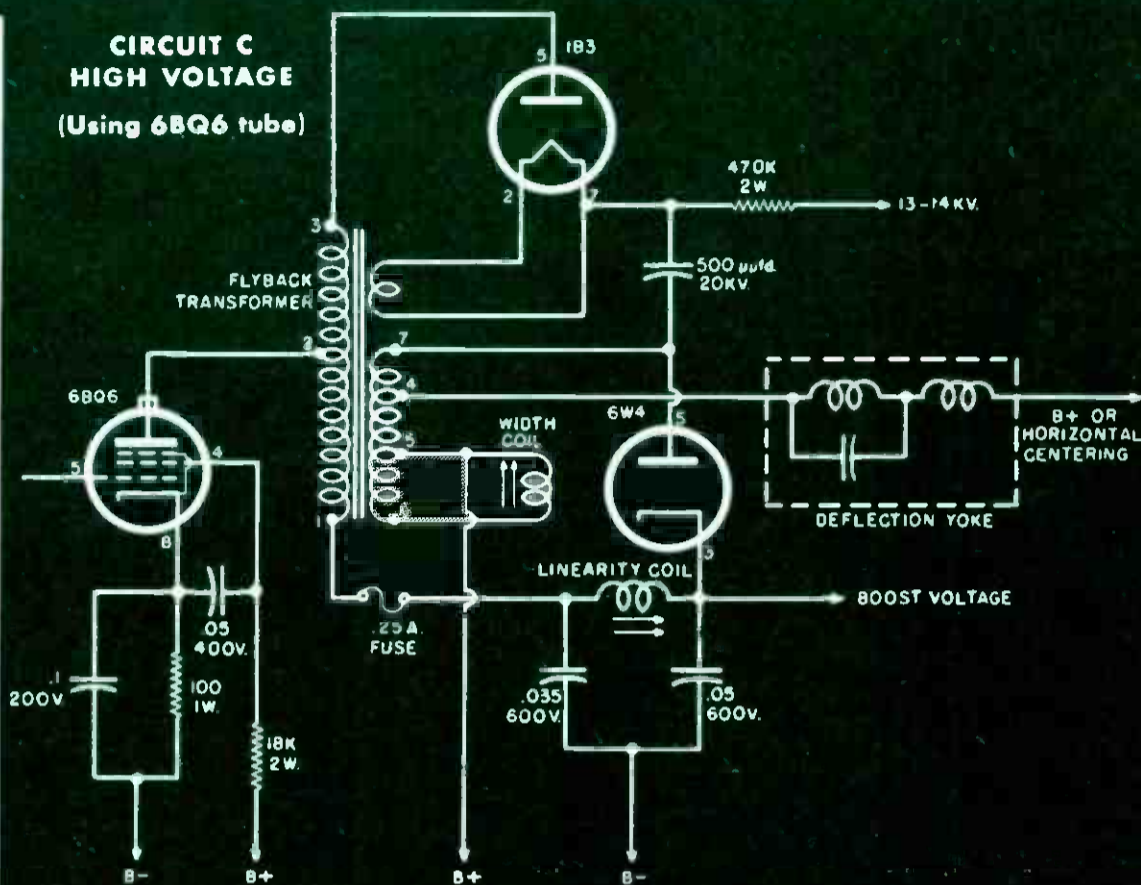 CIRCUIT C
HIGH VOLTAGE
(Using 6BQ6 tube)
5
1B3
2
7
470K
2W
13-14KV.
500 μμfd.
20KV.
3
FLYBACK
TRANSFORMER
2
7
4
5
6
1
WIDTH
COIL
6BQ6
5
4
8
6W4
5
3
B+ OR
HORIZONTAL
CENTERING
DEFLECTION YOKE
LINEARITY COIL
BOOST VOLTAGE
.25A.
FUSE
.05
400V.
.1
200V.
100
1W.
18K
2W.
.035
600V.
.05
600V.
B-
B+
B+
B-